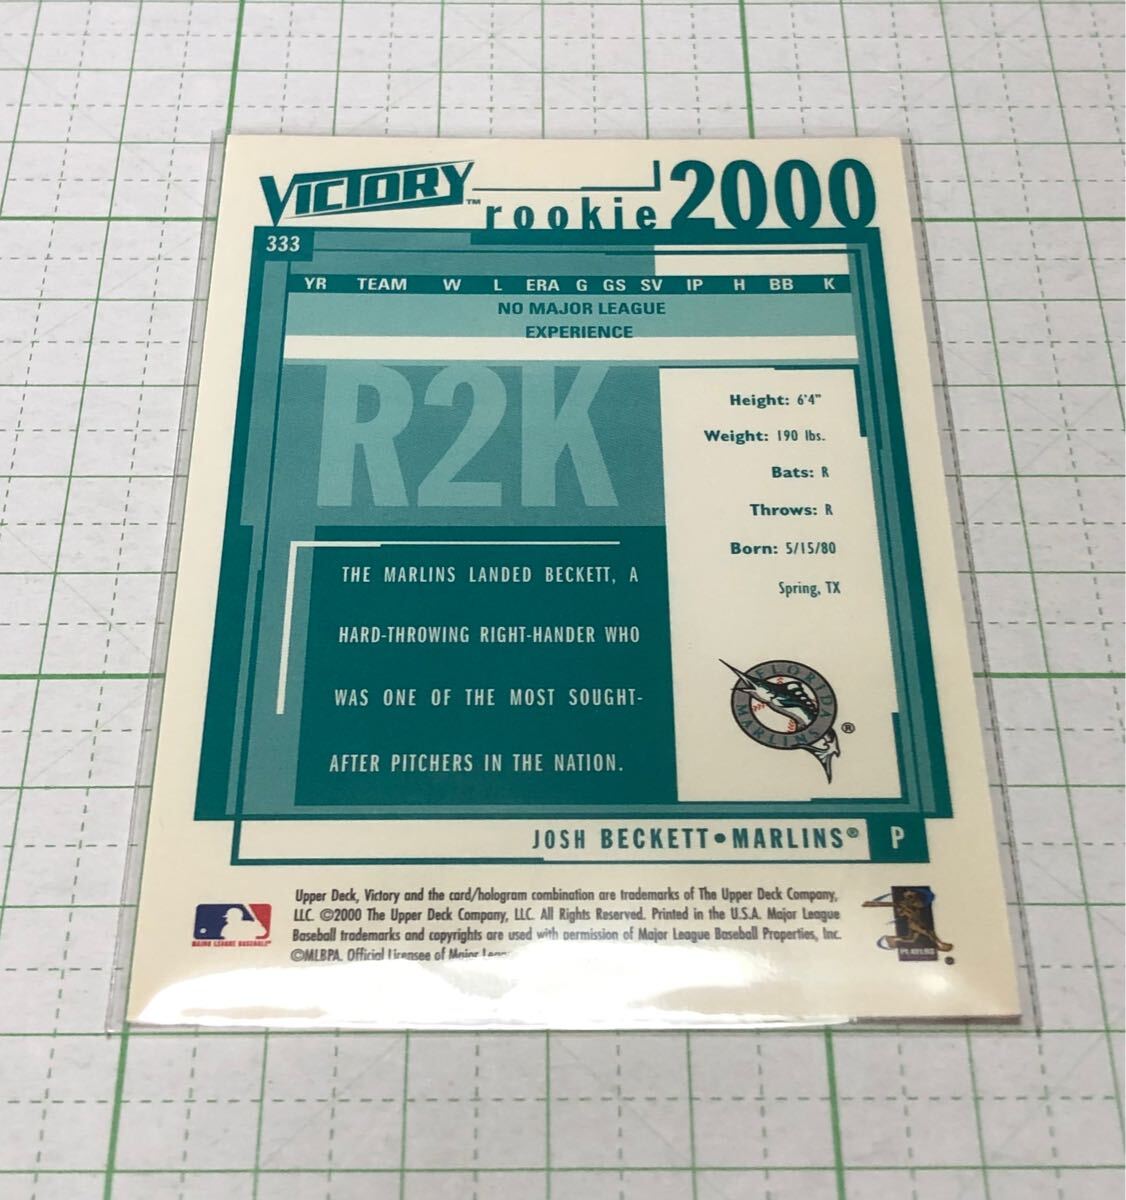 VICTORY™ rookie 2000
333
YR TEAM W L ERA G GS SV IP H BB K
NO MAJOR LEAGUE
EXPERIENCE
R2K
Height: 6'4"
Weight: 190 lbs.
Bats: R
Throws: R
Born: 5/15/80
Spring, TX
THE MARLINS LANDED BECKETT, A
HARD-THROWING RIGHT-HANDER WHO
WAS ONE OF THE MOST SOUGHT-
AFTER PITCHERS IN THE NATION.
FLORIDA
MARLINS
®
JOSH BECKETT•MARLINS® P
Upper Deck, Victory and the card/hologram combination are trademarks of The Upper Deck Company,
LLC. ©2000 The Upper Deck Company, LLC. All Rights Reserved. Printed in the U.S.A. Major League
Baseball trademarks and copyrights are used with permission of Major League Baseball Properties, Inc.
©MLBPA. Official Licensee of Major
MAJOR LEAGUE BASEBALL
PLAYERS